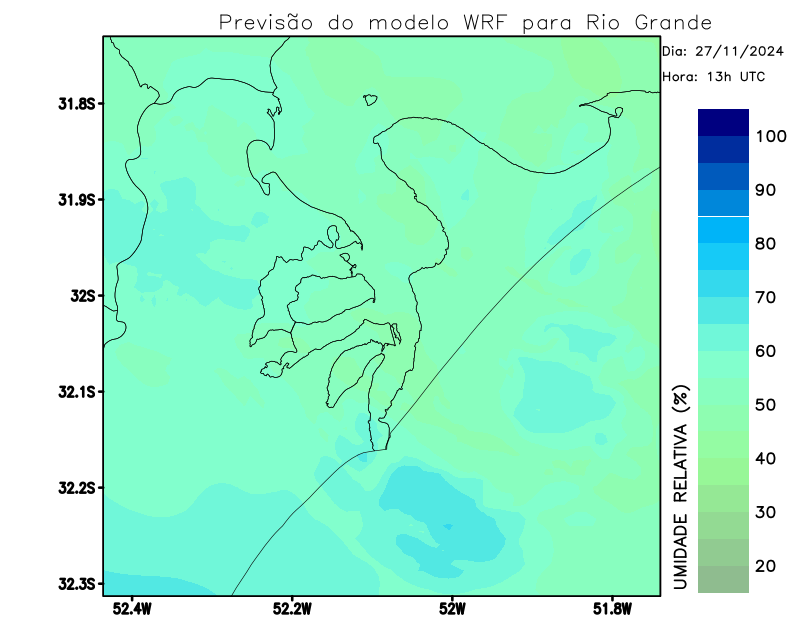 Previsão do modelo WRF para Rio Grande
Dia: 27/11/2024
Hora: 13h UTC
31.8S
31.9S
32S
32.1S
32.2S
32.3S
52.4W
52.2W
52W
51.8W
100
90
80
70
60
50
40
30
20
UMIDADE RELATIVA (%)